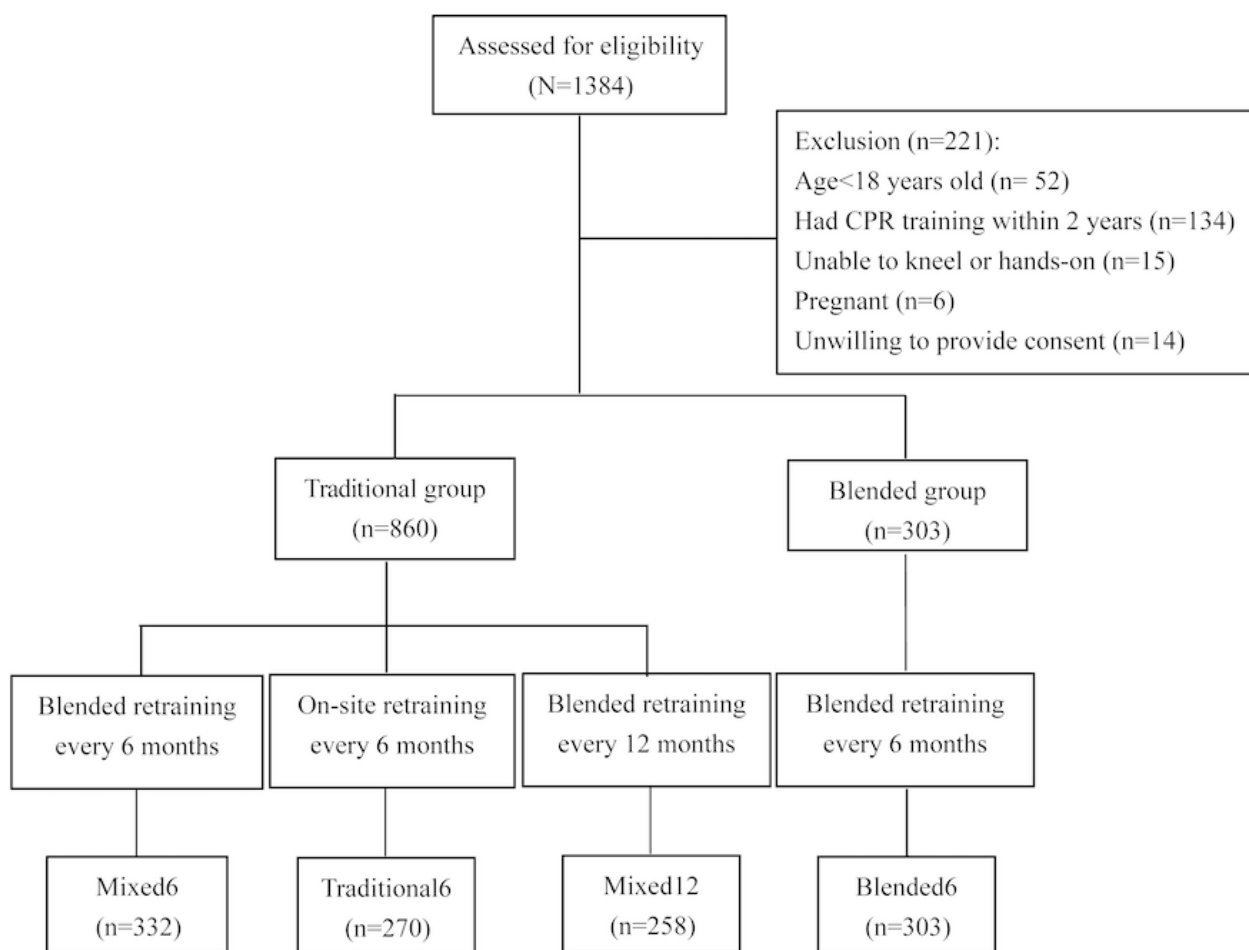 Assessed for eligibility
(N=1384)
Exclusion (n=221):
Age<18 years old (n= 52)
Had CPR training within 2 years (n=134)
Unable to kneel or hands-on (n=15)
Pregnant (n=6)
Unwilling to provide consent (n=14)
Traditional group
(n=860)
Blended group
(n=303)
Blended retraining
every 6 months
On-site retraining
every 6 months
Blended retraining
every 12 months
Blended retraining
every 6 months
Mixed6
(n=332)
Traditional6
(n=270)
Mixed12
(n=258)
Blended6
(n=303)